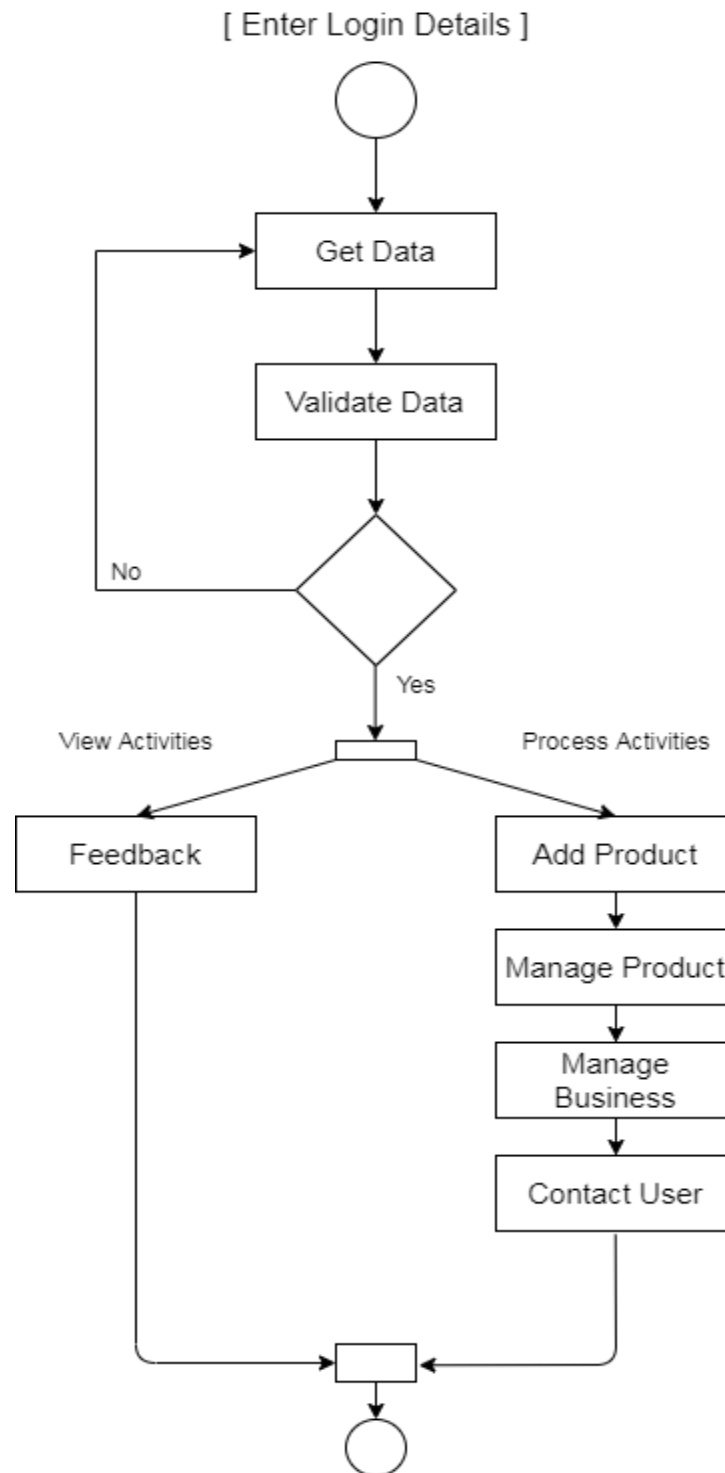 [ Enter Login Details ]
Get Data
Validate Data
No
Yes
View Activities
Process Activities
Feedback
Add Product
Manage Product
Manage
Business
Contact User